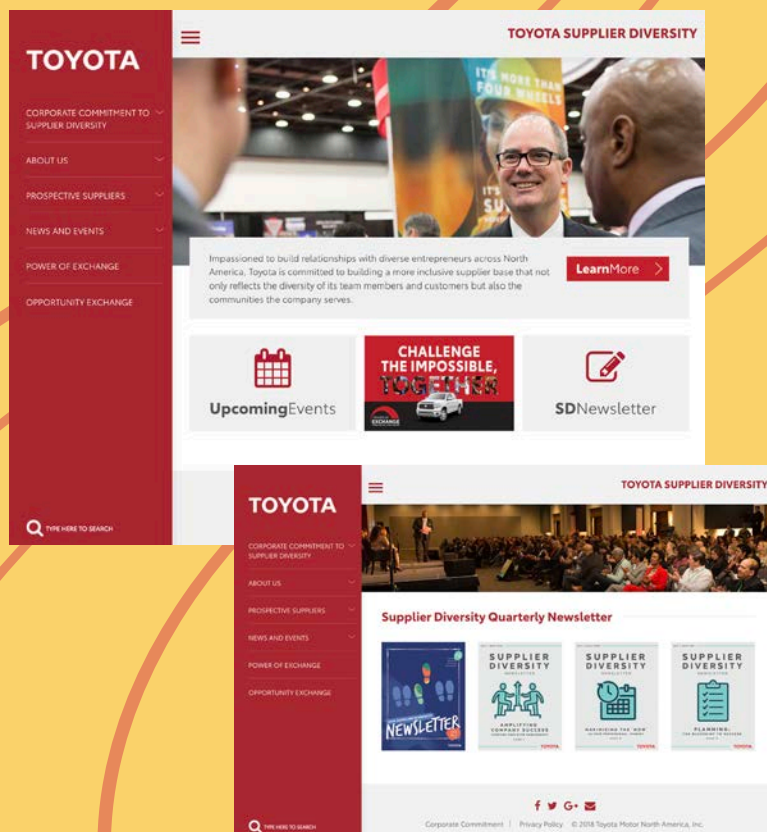 TOYOTA
CORPORATE COMMITMENT TO
SUPPLIER DIVERSITY
ABOUT US
PROSPECTIVE SUPPLIERS
NEWS AND EVENTS
POWER OF EXCHANGE
OPPORTUNITY EXCHANGE
TYPE HERE TO SEARCH
TOYOTA SUPPLIER DIVERSITY
IT'S MORE THAN
FOUR WHEELS
IT'S
Impassioned to build relationships with diverse entrepreneurs across North
America, Toyota is committed to building a more inclusive supplier base that not
only reflects the diversity of its team members and customers but also the
communities the company serves.
LearnMore
UpcomingEvents
CHALLENGE
THE IMPOSSIBLE,
TOGETHER
EXCHANGE
SDNewsletter
TOYOTA
CORPORATE COMMITMENT TO
SUPPLIER DIVERSITY
ABOUT US
PROSPECTIVE SUPPLIERS
NEWS AND EVENTS
POWER OF EXCHANGE
OPPORTUNITY EXCHANGE
TYPE HERE TO SEARCH
TOYOTA SUPPLIER DIVERSITY
Supplier Diversity Quarterly Newsletter
NEWSLETTER
SUPPLIER
DIVERSITY
NEWSLETTER
AMPLIFYING
COMPANY SUCCESS
TOYOTA
SUPPLIER
DIVERSITY
NEWSLETTER
MAXIMIZING THE 'NOW'
TOYOTA
SUPPLIER
DIVERSITY
NEWSLETTER
PLANNING:
TOYOTA
Corporate Commitment | Privacy Policy © 2018 Toyota Motor North America, Inc.